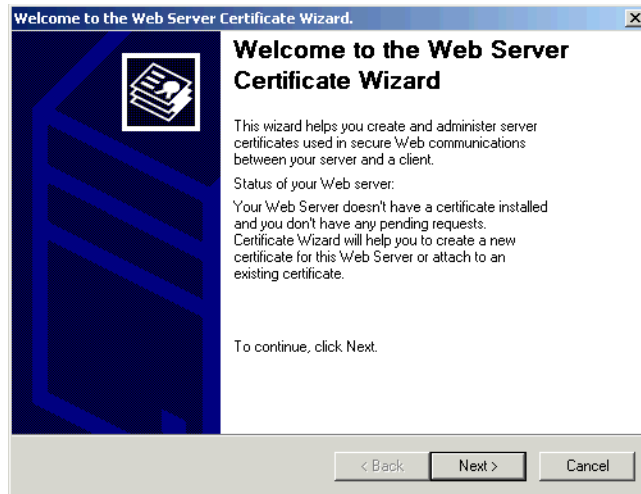 Welcome to the Web Server Certificate Wizard.
Welcome to the Web Server
Certificate Wizard
This wizard helps you create and administer server
certificates used in secure Web communications
between your server and a client.
Status of your Web server:
Your Web Server doesn't have a certificate installed
and you don't have any pending requests.
Certificate Wizard will help you to create a new
certificate for this Web Server or attach to an
existing certificate.
To continue, click Next.
< Back Next > Cancel